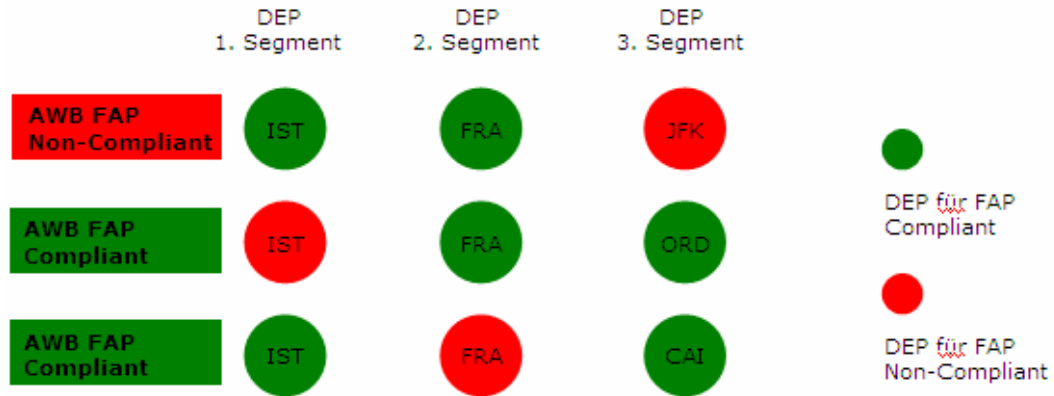 DEP
1. Segment
DEP
2. Segment
DEP
3. Segment
AWB FAP
Non-Compliant
IST
FRA
JFK
AWB FAP
Compliant
IST
FRA
ORD
AWB FAP
Compliant
IST
FRA
CAI
DEP für FAP
Compliant
DEP für FAP
Non-Compliant